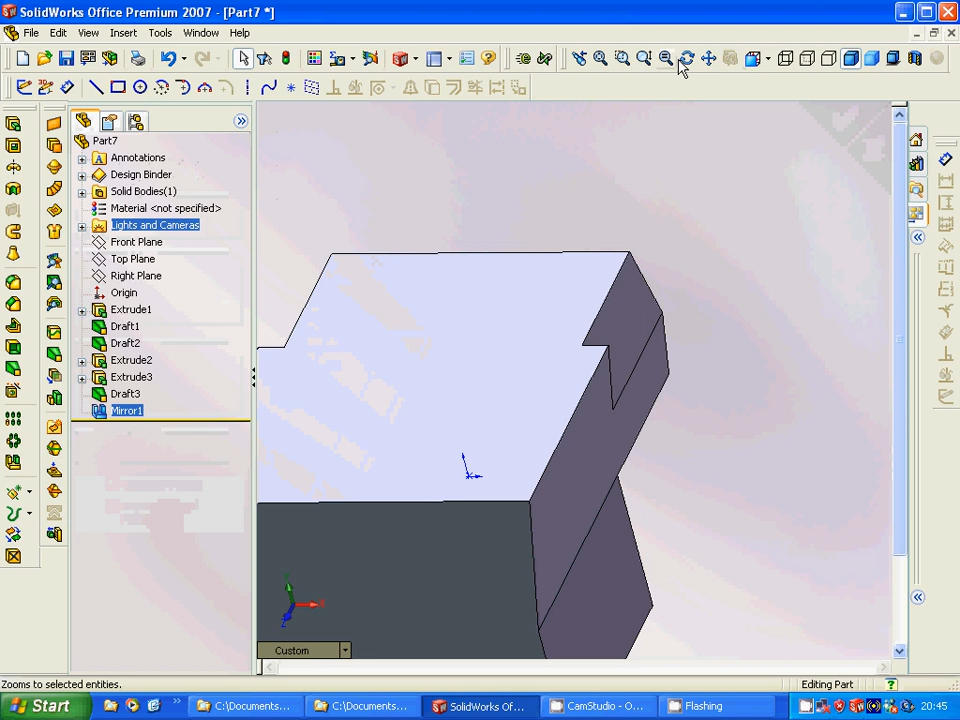 SolidWorks Office Premium 2007 - [Part7 *]
File Edit View Insert Tools Window Help
Part7
Annotations
Design Binder
Solid Bodies(1)
Material <not specified>
Lights and Cameras
Front Plane
Top Plane
Right Plane
Origin
Extrude1
Draft1
Draft2
Extrude2
Extrude3
Draft3
Mirror1
Custom
Zooms to selected entities.
Editing Part
start
C:\Documents...
C:\Documents...
SolidWorks Of...
CamStudio - O...
Flashing
20:45